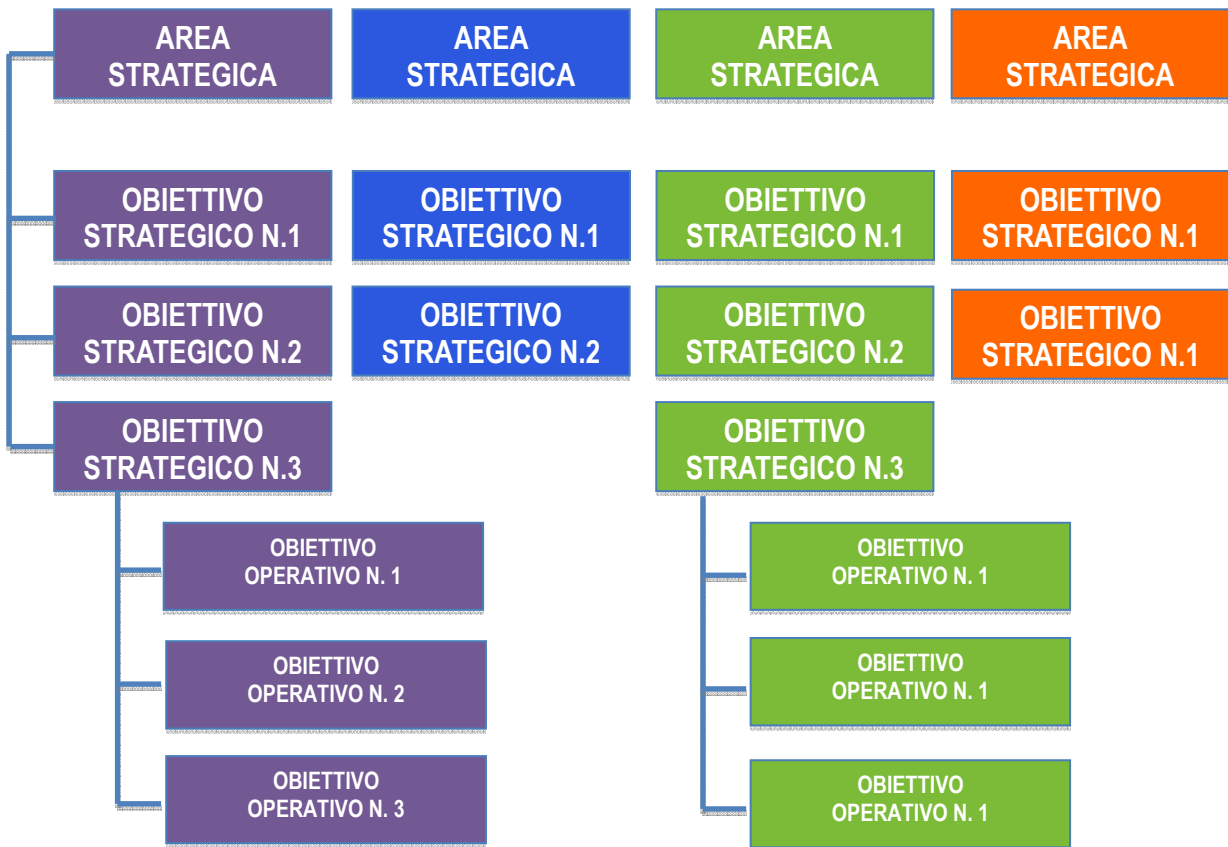 AREA
STRATEGICA
AREA
STRATEGICA
AREA
STRATEGICA
AREA
STRATEGICA
OBIETTIVO
STRATEGICO N.1
OBIETTIVO
STRATEGICO N.1
OBIETTIVO
STRATEGICO N.1
OBIETTIVO
STRATEGICO N.1
OBIETTIVO
STRATEGICO N.2
OBIETTIVO
STRATEGICO N.2
OBIETTIVO
STRATEGICO N.2
OBIETTIVO
STRATEGICO N.1
OBIETTIVO
STRATEGICO N.3
OBIETTIVO
STRATEGICO N.3
OBIETTIVO
OPERATIVO N. 1
OBIETTIVO
OPERATIVO N. 1
OBIETTIVO
OPERATIVO N. 2
OBIETTIVO
OPERATIVO N. 1
OBIETTIVO
OPERATIVO N. 3
OBIETTIVO
OPERATIVO N. 1